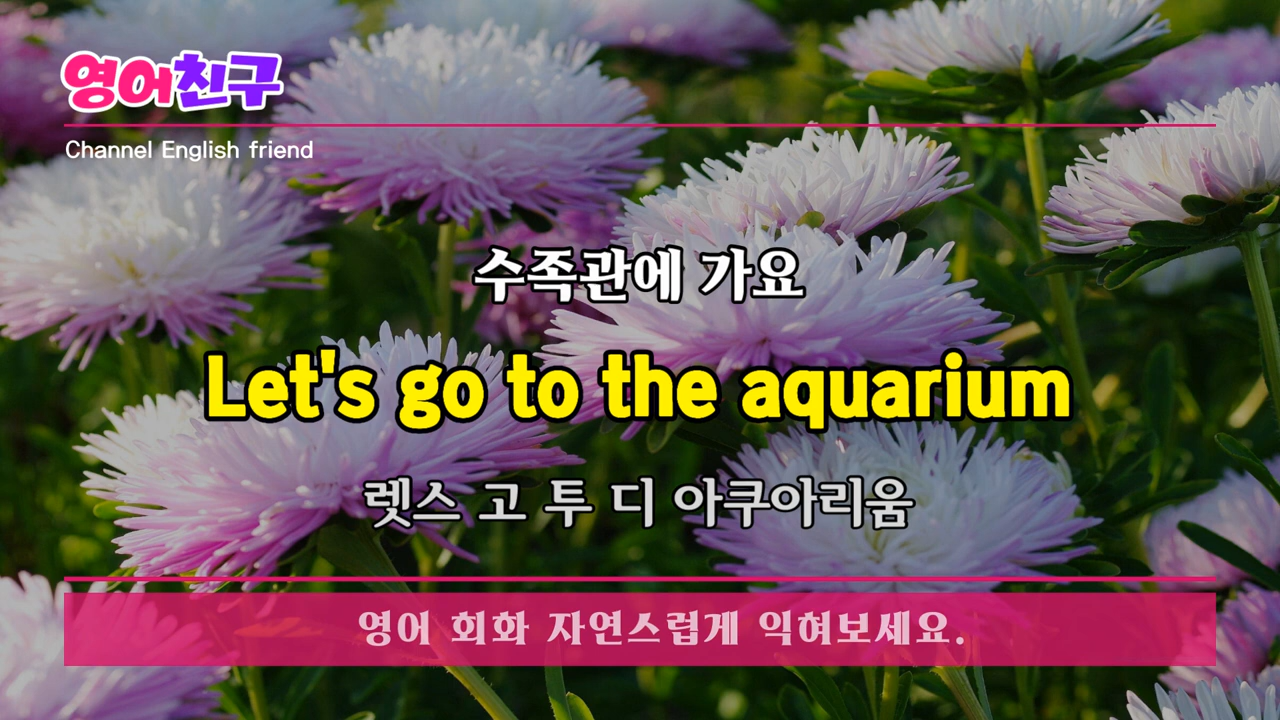 영어친구
Channel English friend
수족관에 가요
Let's go to the aquarium
렛스 고 투 디 아쿠아리움
영어 회화 자연스럽게 익혀보세요.